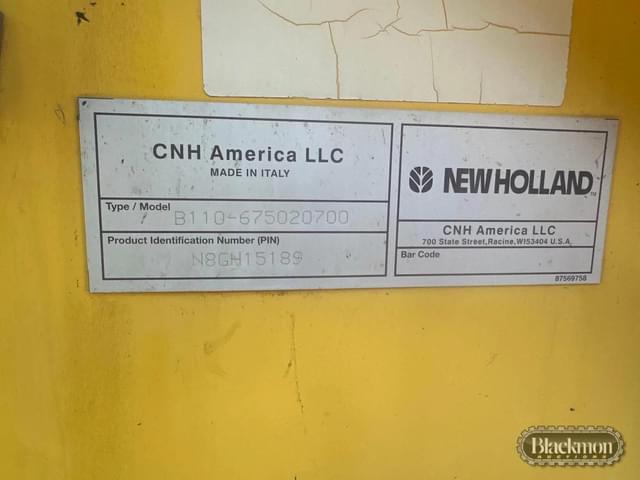 CNH America LLC
MADE IN ITALY
Type / Model
B110-675020700
Product Identification Number (PIN)
N8GH15189
NEW HOLLAND
CNH America LLC
700 State Street,Racine,WI53404 U.S.A.
Bar Code
87569758
Blackmon
AUCTIONS